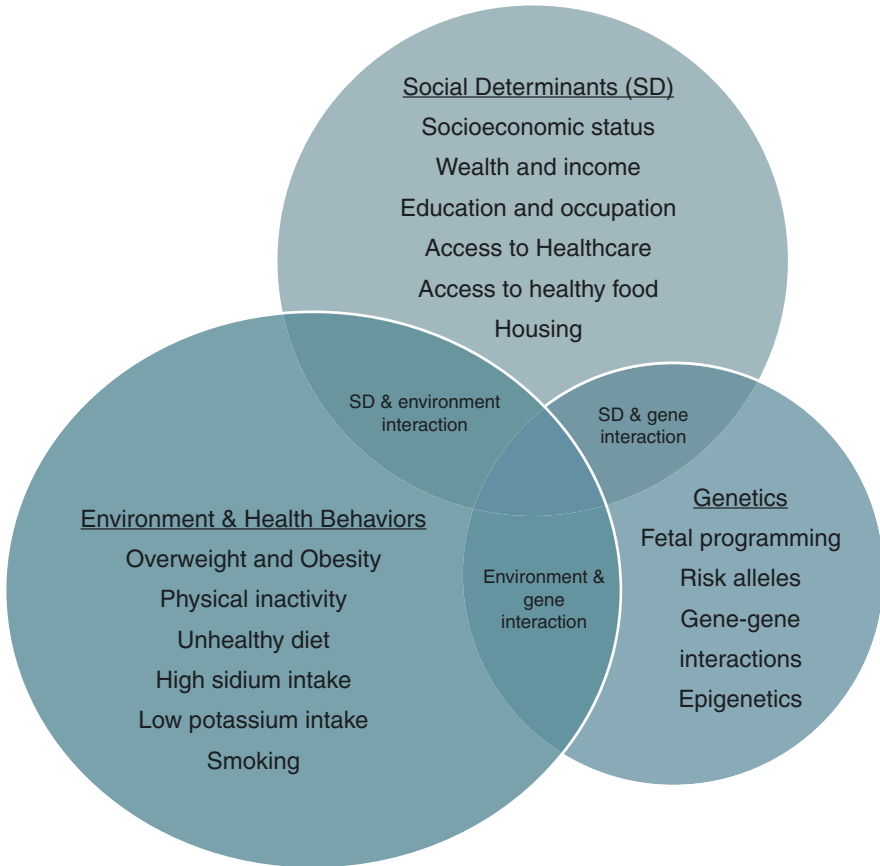 Social Determinants (SD)
Socioeconomic status
Wealth and income
Education and occupation
Access to Healthcare
Access to healthy food
Housing
SD & environment
interaction
SD & gene
interaction
Environment & Health Behaviors
Overweight and Obesity
Physical inactivity
Unhealthy diet
High sidium intake
Low potassium intake
Smoking
Environment &
gene
interaction
Genetics
Fetal programming
Risk alleles
Gene-gene
interactions
Epigenetics